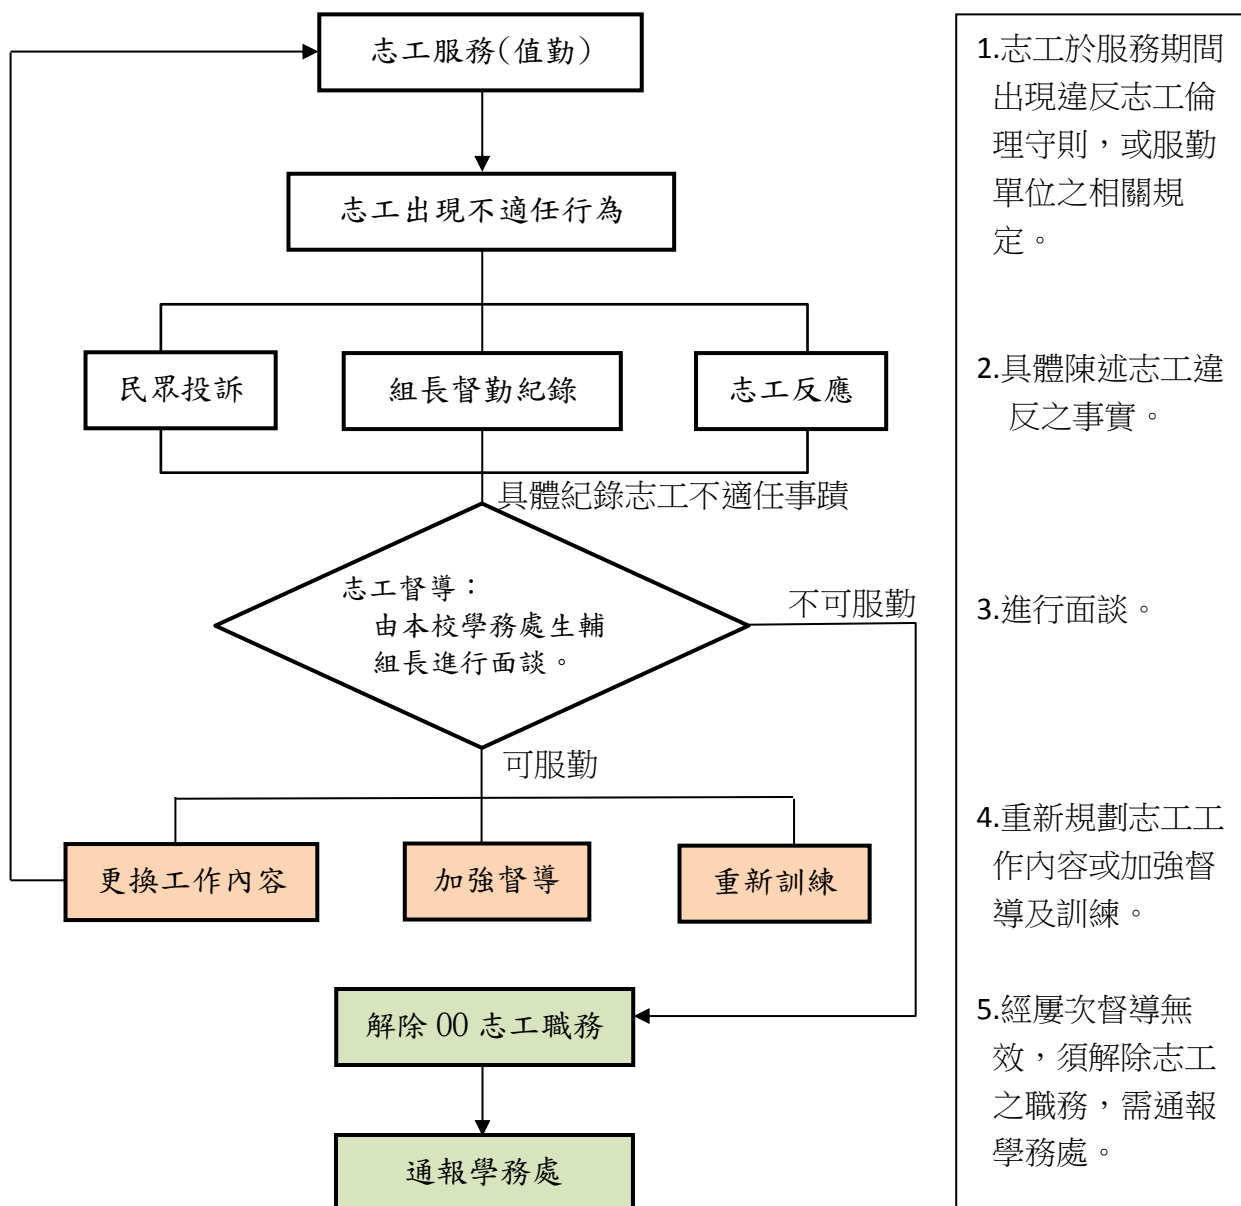 志工服務(值勤)
志工出現不適任行為
民眾投訴
組長督勤紀錄
志工反應
具體紀錄志工不適任事蹟
志工督導：
由本校學務處生輔
組長進行面談。
不可服勤
可服勤
更換工作內容
加強督導
重新訓練
解除 OO 志工職務
通報學務處
1.志工於服務期間
出現違反志工倫
理守則，或服勤
單位之相關規
定。
2.具體陳述志工違
反之事實。
3.進行面談。
4.重新規劃志工工
作內容或加強督
導及訓練。
5.經屢次督導無
效，須解除志工
之職務，需通報
學務處。